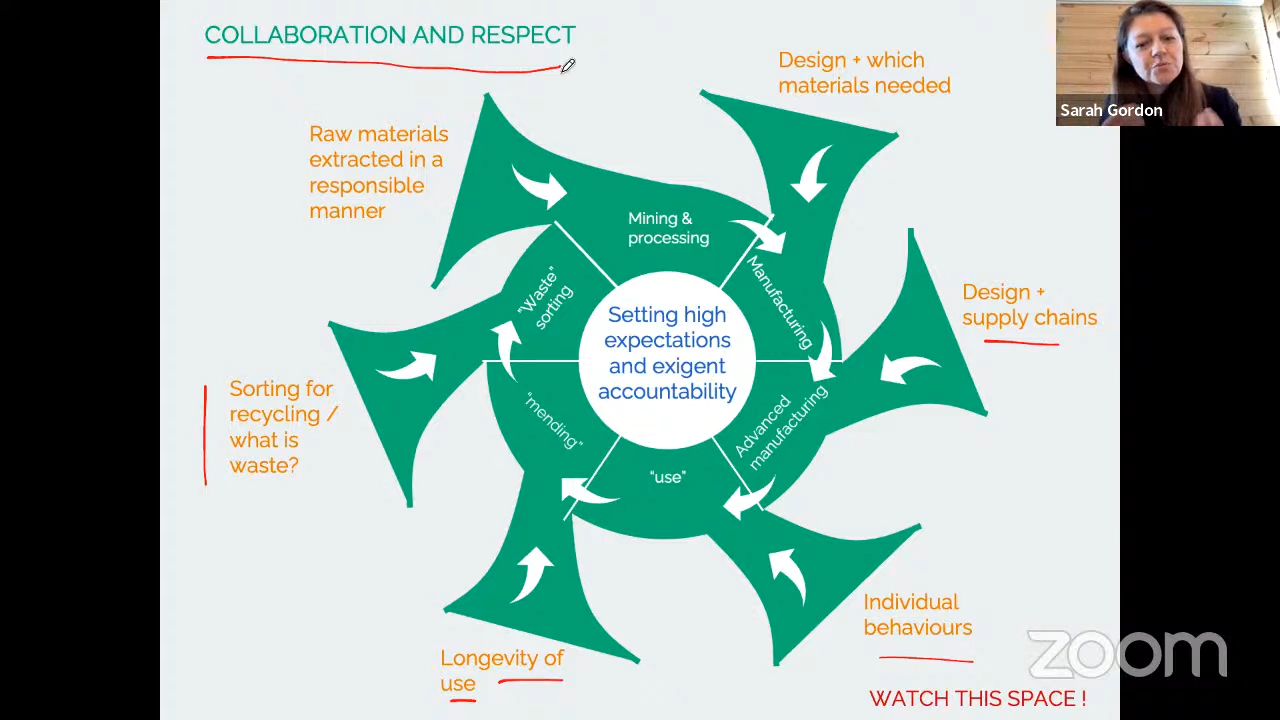 COLLABORATION AND RESPECT
Design + which
materials needed
Sarah Gordon
Raw materials
extracted in a
responsible
manner
Mining &
processing
Manufacturing
"Waste"
sorting
Setting high
expectations
and exigent
accountability
Design +
supply chains
Sorting for
recycling /
what is
waste?
"mending"
Advanced
manufacturing
"use"
Individual
behaviours
Longevity of
use
zoom
WATCH THIS SPACE !